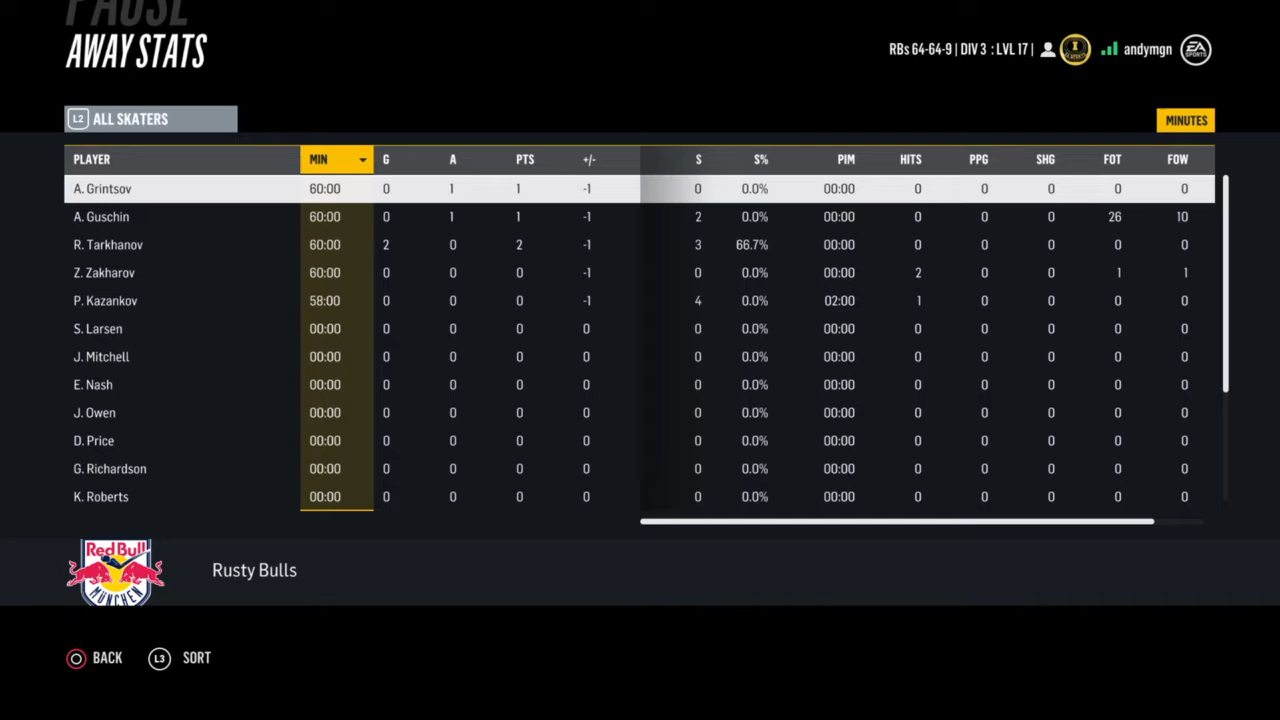 PAUSE
AWAY STATS
RBs 64-64-9 | DIV 3 : LVL 17 | andymgn EA SPORTS
L2 ALL SKATERS
MINUTES
PLAYER MIN G A PTS +/- S S% PIM HITS PPG SHG FOT FOW
A. Grintsov 60:00 0 1 1 -1 0 0.0% 00:00 0 0 0 0 0
A. Guschin 60:00 0 1 1 -1 2 0.0% 00:00 0 0 0 26 10
R. Tarkhanov 60:00 2 0 2 -1 3 66.7% 00:00 0 0 0 0 0
Z. Zakharov 60:00 0 0 0 -1 0 0.0% 00:00 2 0 0 1 1
P. Kazankov 58:00 0 0 0 -1 4 0.0% 02:00 1 0 0 0 0
S. Larsen 00:00 0 0 0 0 0 0.0% 00:00 0 0 0 0 0
J. Mitchell 00:00 0 0 0 0 0 0.0% 00:00 0 0 0 0 0
E. Nash 00:00 0 0 0 0 0 0.0% 00:00 0 0 0 0 0
J. Owen 00:00 0 0 0 0 0 0.0% 00:00 0 0 0 0 0
D. Price 00:00 0 0 0 0 0 0.0% 00:00 0 0 0 0 0
G. Richardson 00:00 0 0 0 0 0 0.0% 00:00 0 0 0 0 0
K. Roberts 00:00 0 0 0 0 0 0.0% 00:00 0 0 0 0 0
Red Bull
MÜNCHEN
Rusty Bulls
BACK L3 SORT